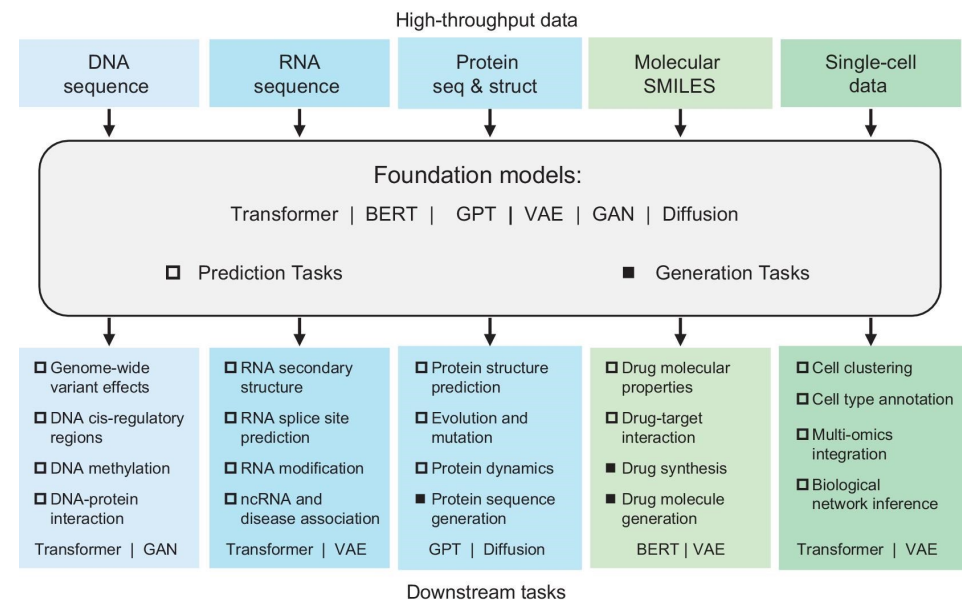 High-throughput data
DNA
sequence
RNA
sequence
Protein
seq & struct
Molecular
SMILES
Single-cell
data
Foundation models:
Transformer | BERT | GPT | VAE | GAN | Diffusion
Prediction Tasks
Generation Tasks
Genome-wide
variant effects
DNA cis-regulatory
regions
DNA methylation
DNA-protein
interaction
Transformer | GAN
RNA secondary
structure
RNA splice site
prediction
RNA modification
ncRNA and
disease association
Transformer | VAE
Protein structure
prediction
Evolution and
mutation
Protein dynamics
Protein sequence
generation
GPT | Diffusion
Drug molecular
properties
Drug-target
interaction
Drug synthesis
Drug molecule
generation
BERT | VAE
Cell clustering
Cell type annotation
Multi-omics
integration
Biological
network inference
Transformer | VAE
Downstream tasks